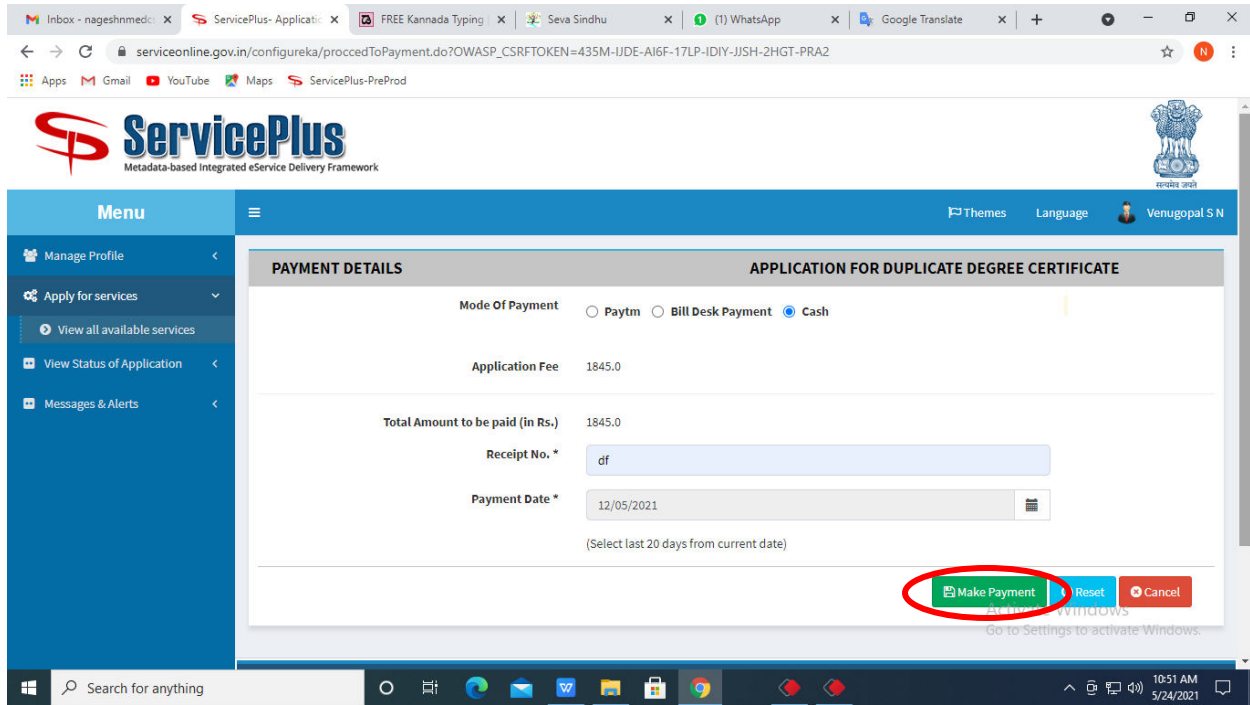 Inbox - nageshnmedc
ServicePlus- Applicatic
FREE Kannada Typing
Seva Sindhu
(1) WhatsApp
Google Translate
serviceonline.gov.in/configureka/proccedToPayment.do?OWASP_CSRFTOKEN=435M-IJDE-AI6F-17LP-IDIY-JJSH-2HGT-PRA2
N
Apps
Gmail
YouTube
Maps
ServicePlus-PreProd
ServicePlus
Metadata-based Integrated eService Delivery Framework
सत्यमेव जयते
Menu
Themes
Language
Venugopal S N
Manage Profile
Apply for services
View all available services
View Status of Application
Messages & Alerts
PAYMENT DETAILS
APPLICATION FOR DUPLICATE DEGREE CERTIFICATE
Mode Of Payment
Paytm
Bill Desk Payment
Cash
Application Fee
1845.0
Total Amount to be paid (in Rs.)
1845.0
Receipt No. *
df
Payment Date *
12/05/2021
(Select last 20 days from current date)
Make Payment
Reset
Cancel
Activate Windows
Go to Settings to activate Windows.
Search for anything
10:51 AM
5/24/2021